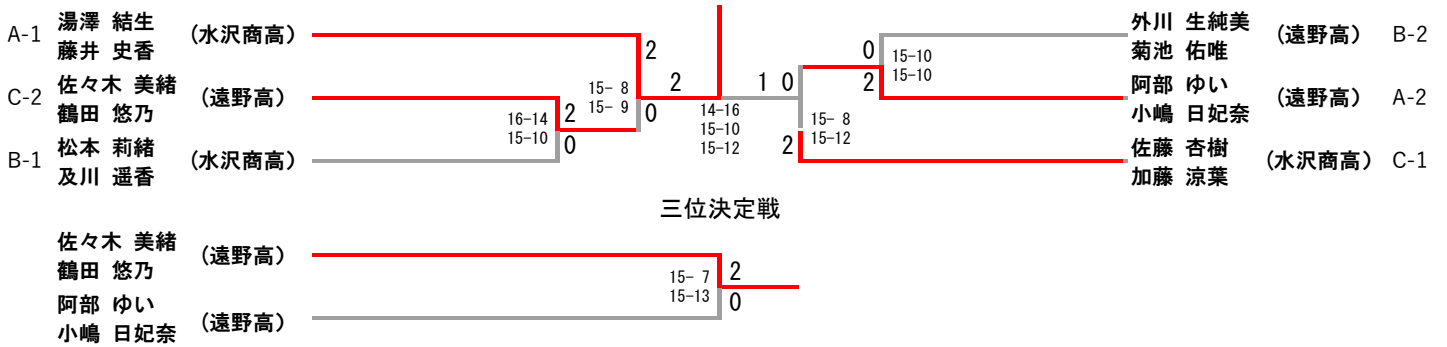 A-1 湯澤 結生 (水沢商高)
藤井 史香
C-2 佐々木 美緒 (遠野高)
鶴田 悠乃
B-1 松本 莉緒 (水沢商高)
及川 遥香
16-14
15-10
2
0
15- 8
15- 9
2
0
2
1
14-16
15-10
15-12
0
2
15- 8
15-12
0
2
15-10
15-10
外川 生純美 (遠野高) B-2
菊池 佑唯
阿部 ゆい (遠野高) A-2
小嶋 日妃奈
佐藤 杏樹 (水沢商高) C-1
加藤 涼葉
三位決定戦
佐々木 美緒 (遠野高)
鶴田 悠乃
阿部 ゆい (遠野高)
小嶋 日妃奈
15- 7
15-13
2
0